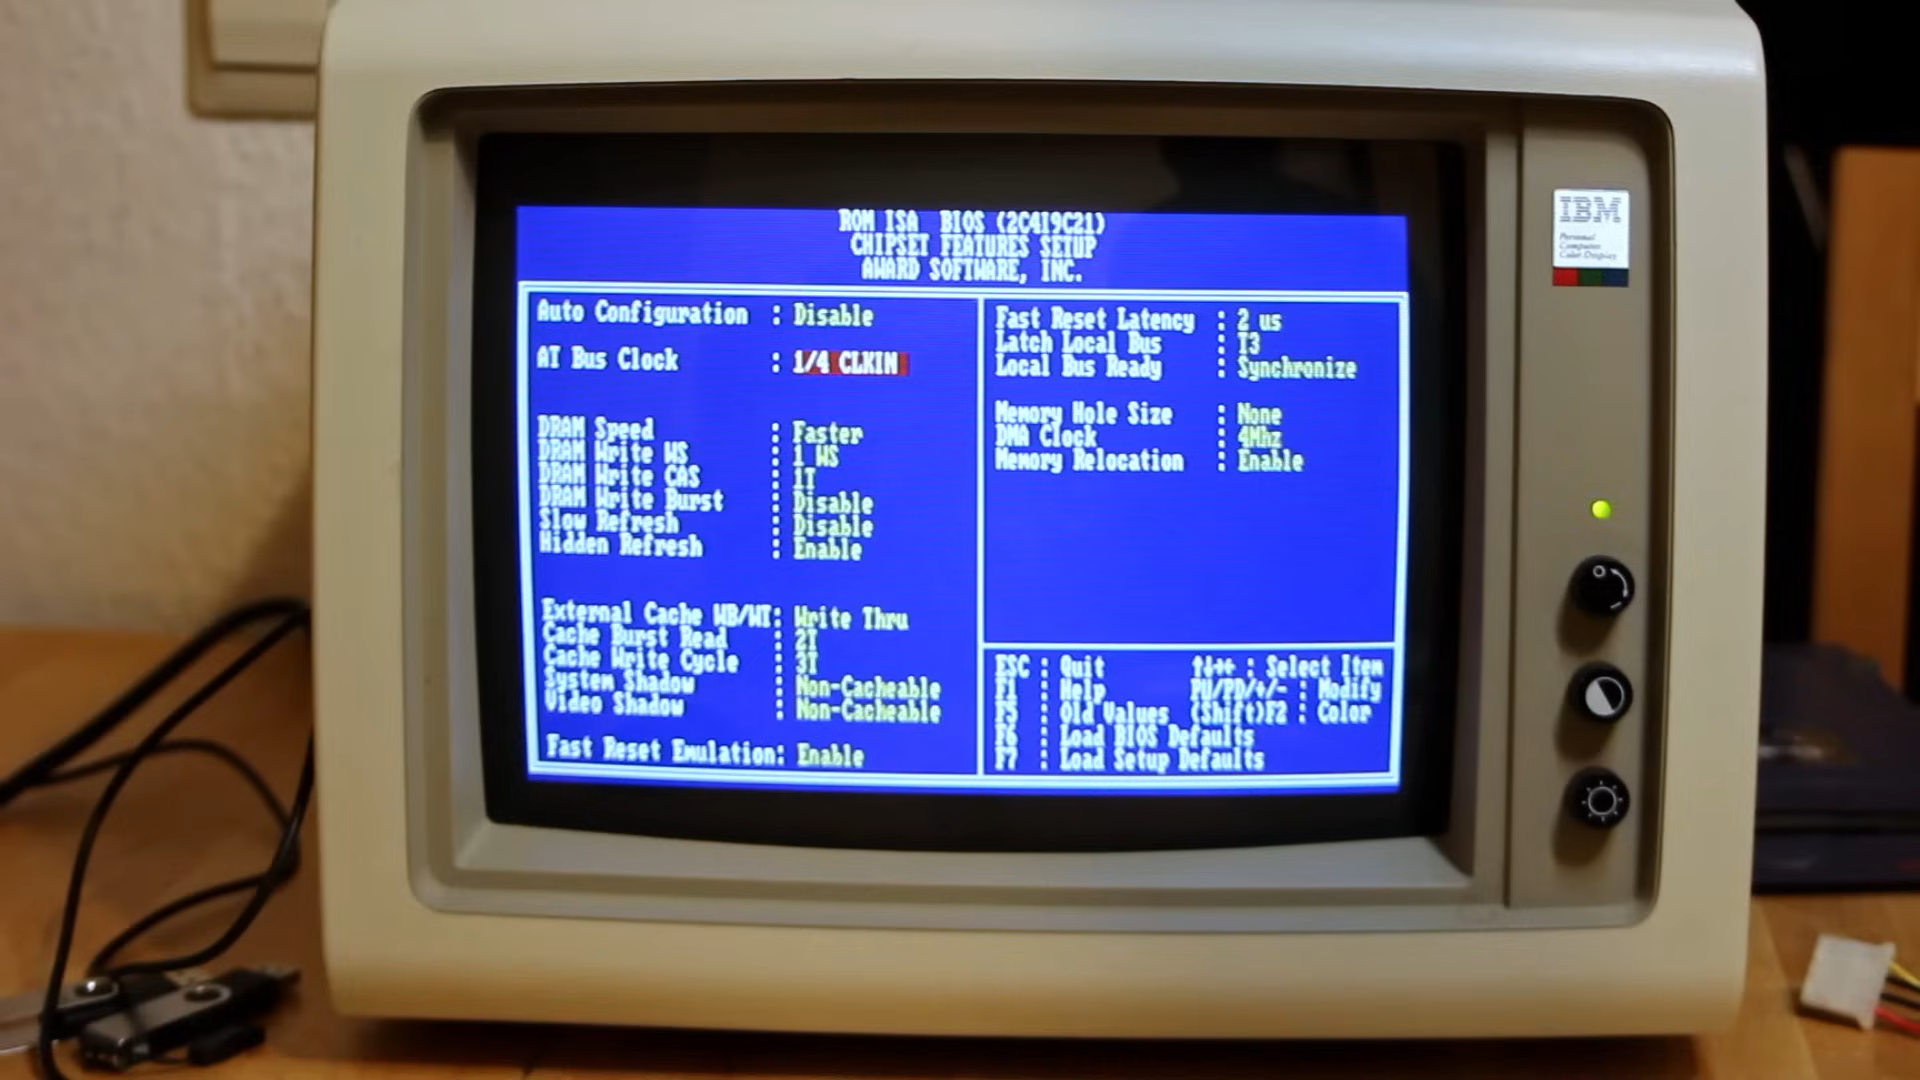 ROM ISA BIOS (2C4I9C21)
CHIPSET FEATURES SETUP
AWARD SOFTWARE, INC.
Auto Configuration : Disable
AT Bus Clock : 1/4 CLKIN
DRAM Speed : Faster
DRAM Write WS : 1 WS
DRAM Write CAS : 1T
DRAM Write Burst : Disable
Slow Refresh : Disable
Hidden Refresh : Enable
External Cache WB/WT: Write Thru
Cache Burst Read : 2T
Cache Write Cycle : 3T
System Shadow : Non-Cacheable
Video Shadow : Non-Cacheable
Fast Reset Emulation: Enable
Fast Reset Latency : 2 us
Latch Local Bus : T3
Local Bus Ready : Synchronize
Memory Hole Size : None
DMA Clock : 4Mhz
Memory Relocation : Enable
ESC : Quit ↑↓→← : Select Item
F1 : Help PU/PD/+/- : Modify
F5 : Old Values (Shift)F2 : Color
F6 : Load BIOS Defaults
F7 : Load Setup Defaults
IBM
Personal
Computer
Color Display